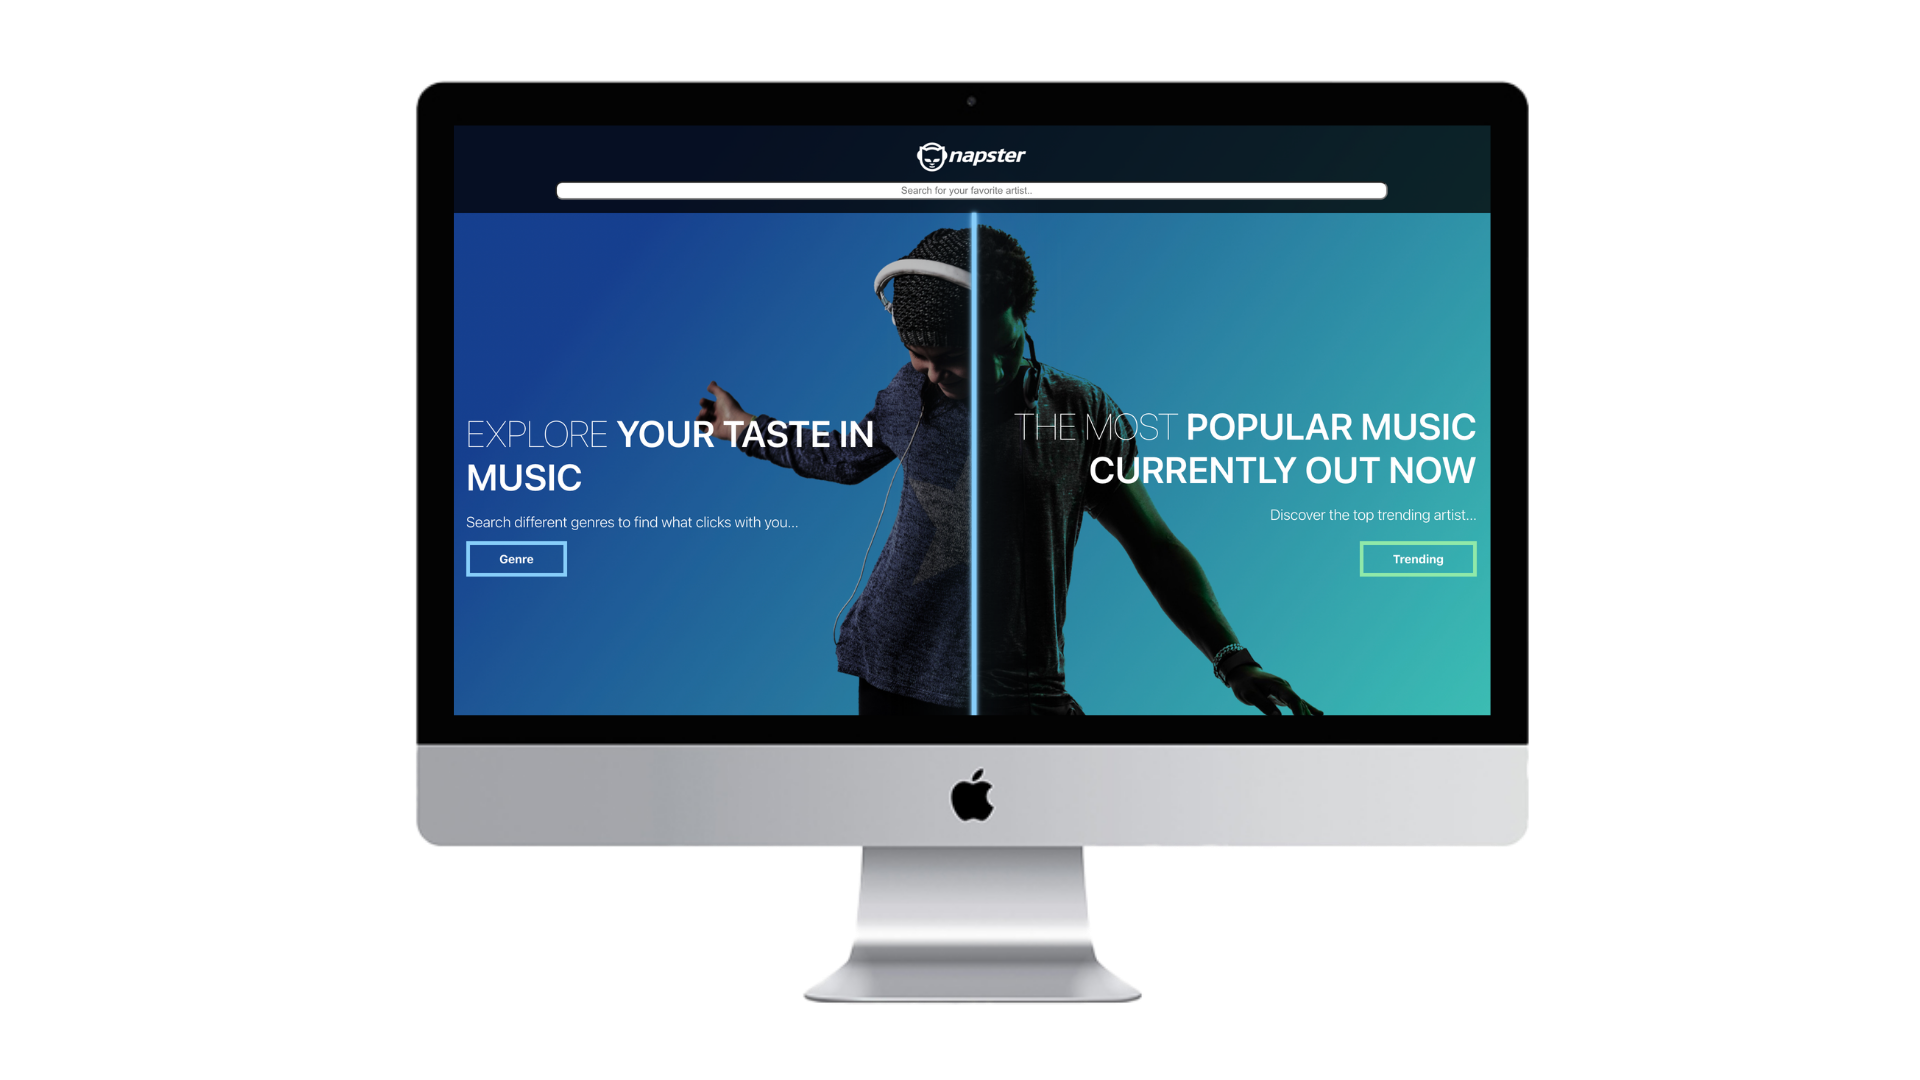 napster
Search for your favorite artist..
EXPLORE YOUR TASTE IN
MUSIC
Search different genres to find what clicks with you...
Genre
THE MOST POPULAR MUSIC
CURRENTLY OUT NOW
Discover the top trending artist...
Trending